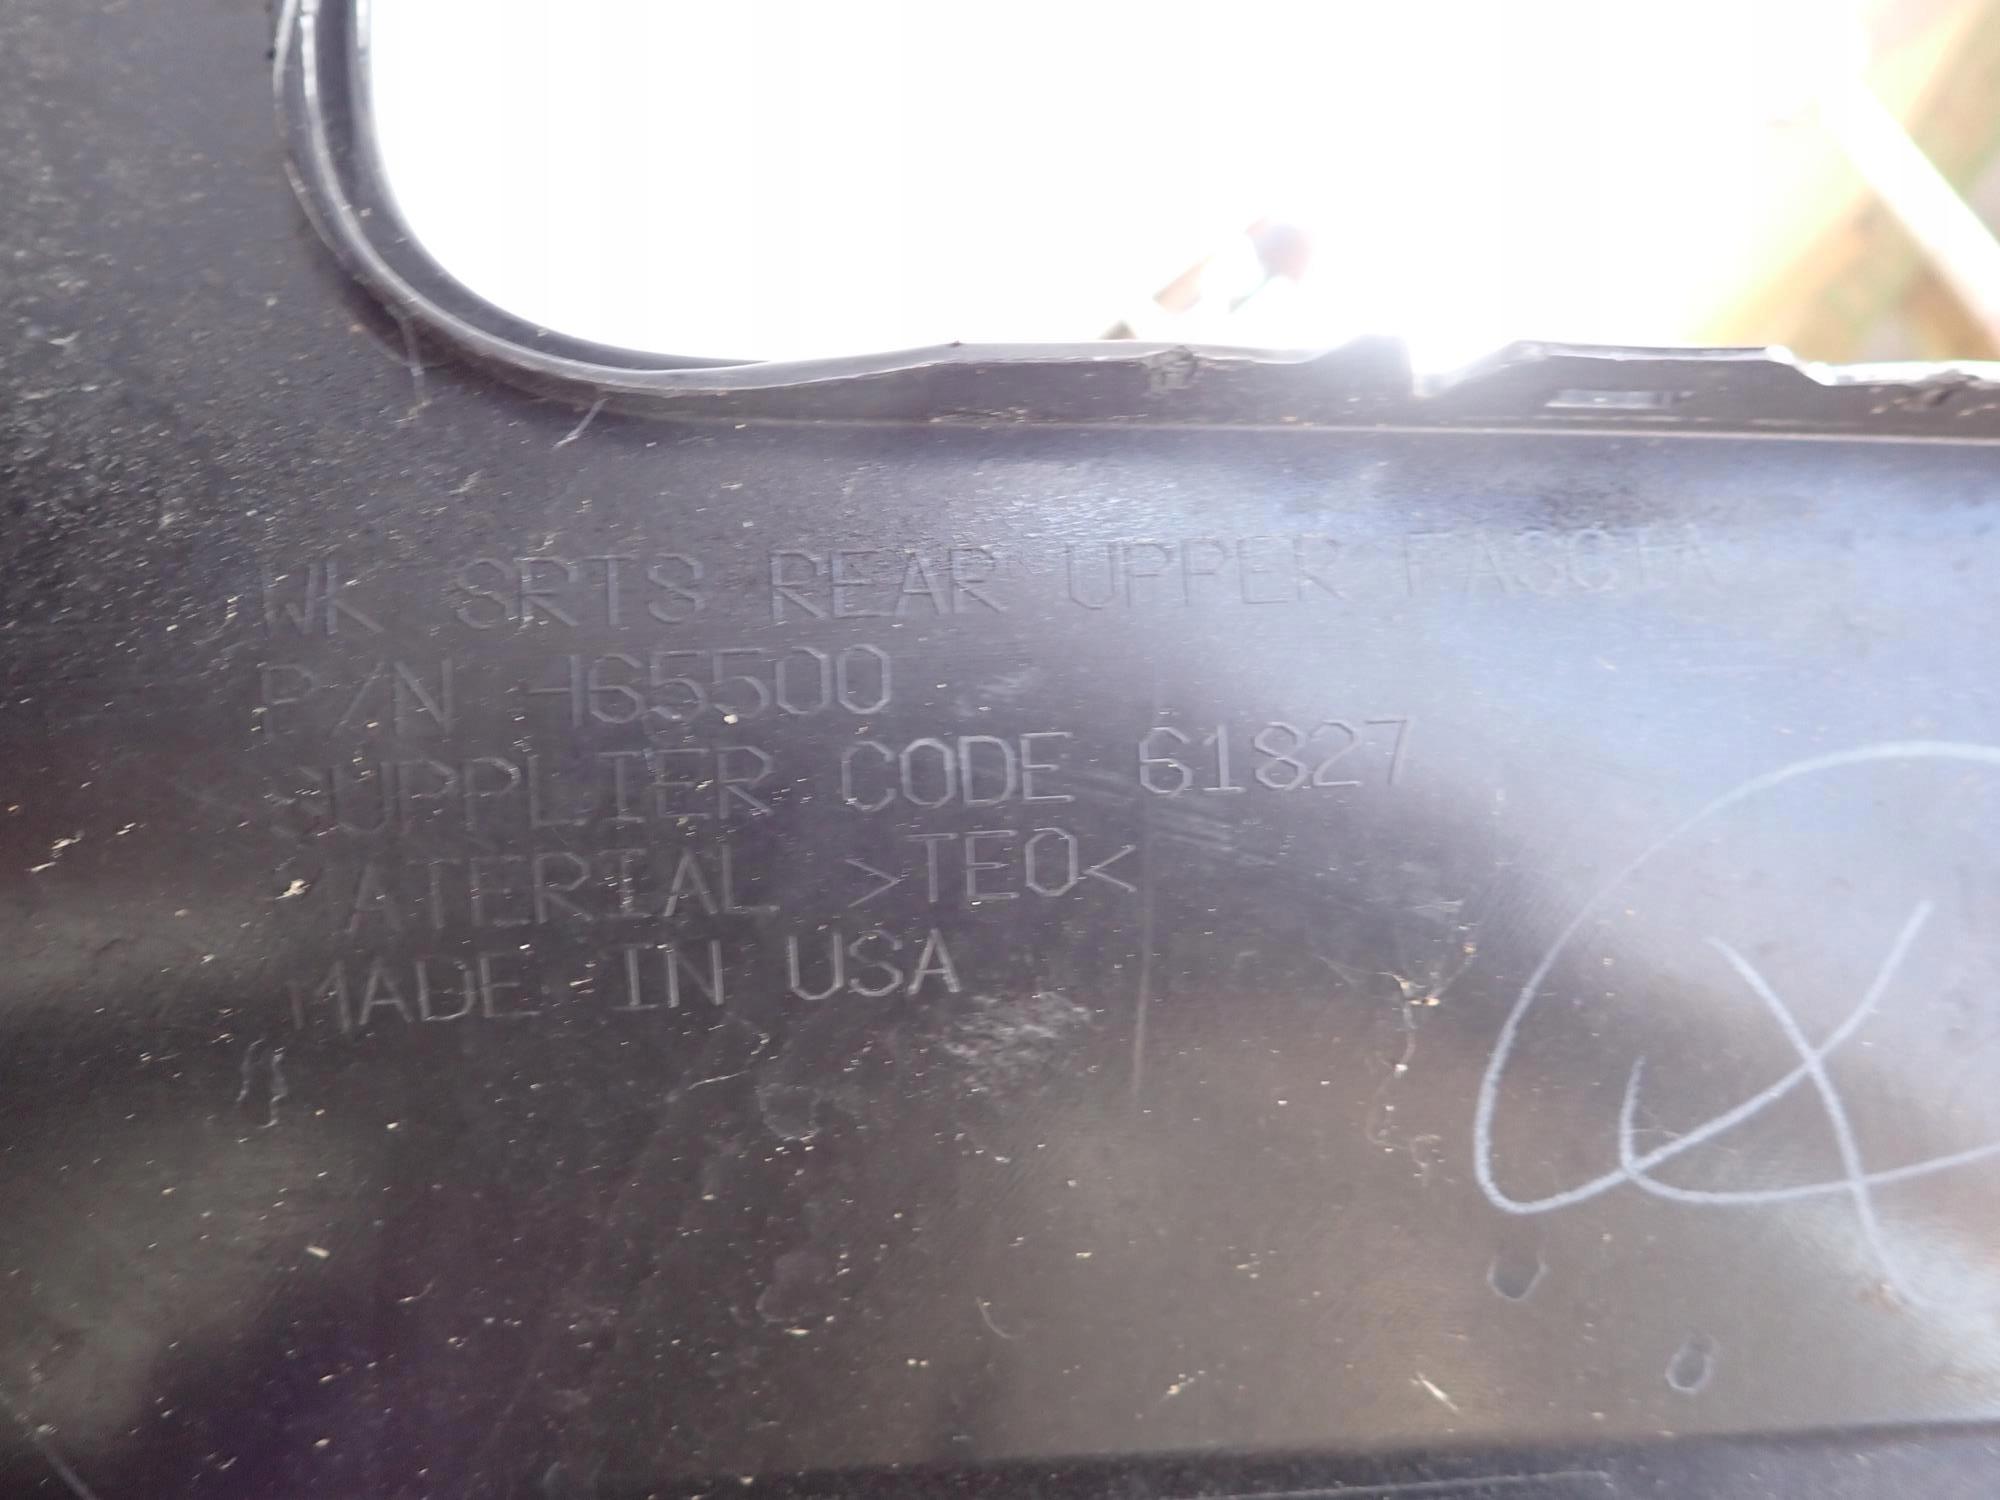 WK SRT8 REAR UPPER FASCIA
P/N 465500
SUPPLIER CODE 61827
MATERIAL >TEO<
MADE IN USA